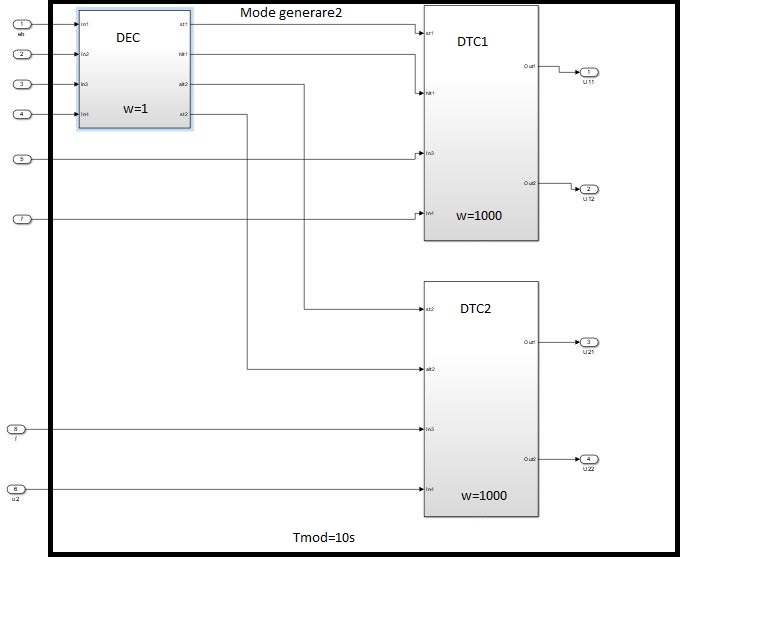 Mode generare2
1
sh
2
3
4
5
7
8
f
6
u2
DEC
In1
In2
In3
In4
st1
hlt1
alt2
st2
w=1
DTC1
st1
hlt1
In3
In4
Out1
Out2
w=1000
1
U11
2
U12
DTC2
st2
alt2
In3
In4
Out1
Out2
w=1000
3
U21
4
U22
Tmod=10s